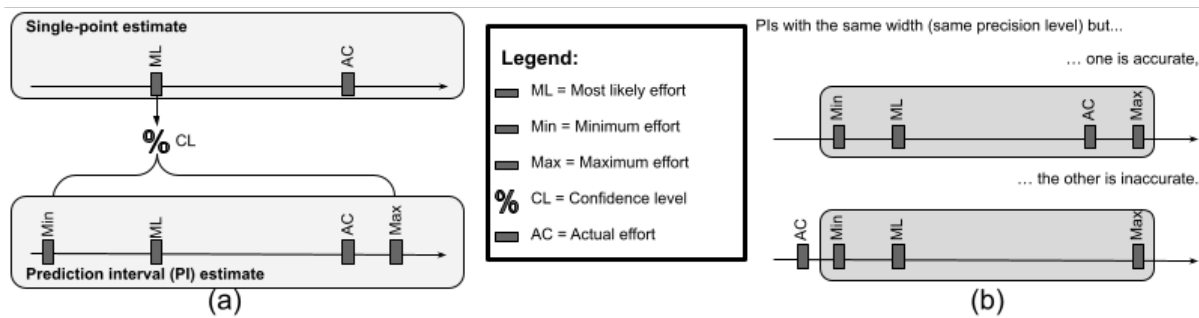 Single-point estimate
ML
AC
% CL
Min
ML
AC
Max
Prediction interval (PI) estimate
(a)
Legend:
ML = Most likely effort
Min = Minimum effort
Max = Maximum effort
% CL = Confidence level
AC = Actual effort
PIs with the same width (same precision level) but...
... one is accurate,
Min
ML
AC
Max
... the other is inaccurate.
AC
Min
ML
Max
(b)